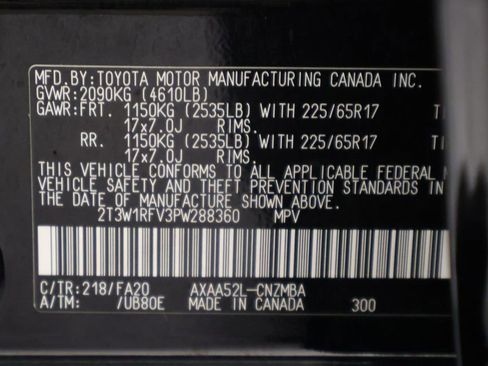 MFD.BY:TOYOTA MOTOR MANUFACTURING CANADA INC.
GVWR:2090KG (4610LB)
GAWR:FRT. 1150KG (2535LB) WITH 225/65R17 TI
17x7.0J RIMS.
RR. 1150KG (2535LB) WITH 225/65R17 TI
17x7.0J RIMS.
THIS VEHICLE CONFORMS TO ALL APPLICABLE FEDERAL M
VEHICLE SAFETY AND THEFT PREVENTION STANDARDS IN
THE DATE OF MANUFACTURE SHOWN ABOVE.
2T3W1RFV3PW288360 MPV
C/TR:218/FA20 AXAA52L-CNZMBA
A/TM: /UB80E MADE IN CANADA 300